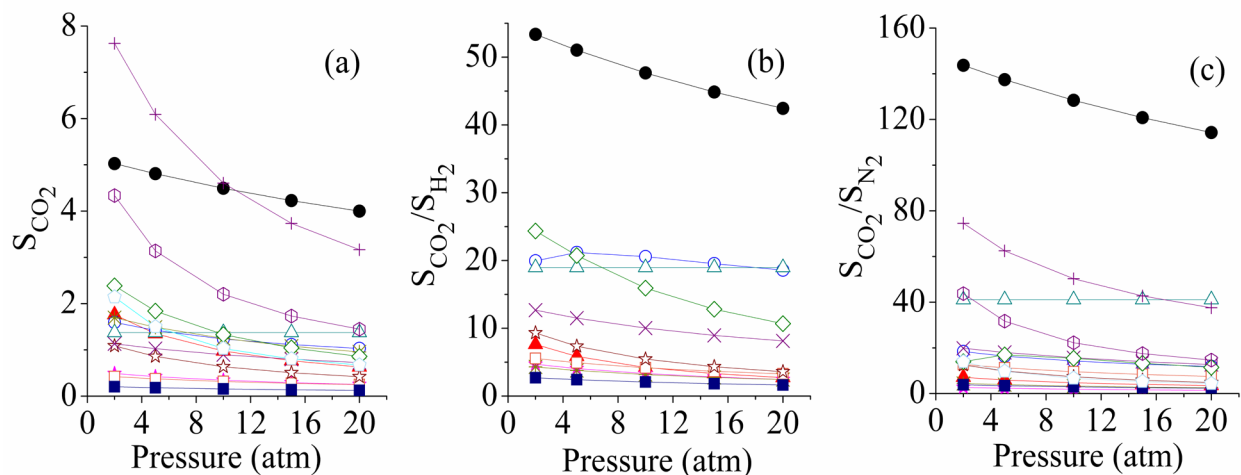 (a)
S_CO2
8
6
4
2
0
0 4 8 12 16 20
Pressure (atm)
(b)
S_CO2/S_H2
50
40
30
20
10
0
0 4 8 12 16 20
Pressure (atm)
(c)
S_CO2/S_N2
160
120
80
40
0
0 4 8 12 16 20
Pressure (atm)